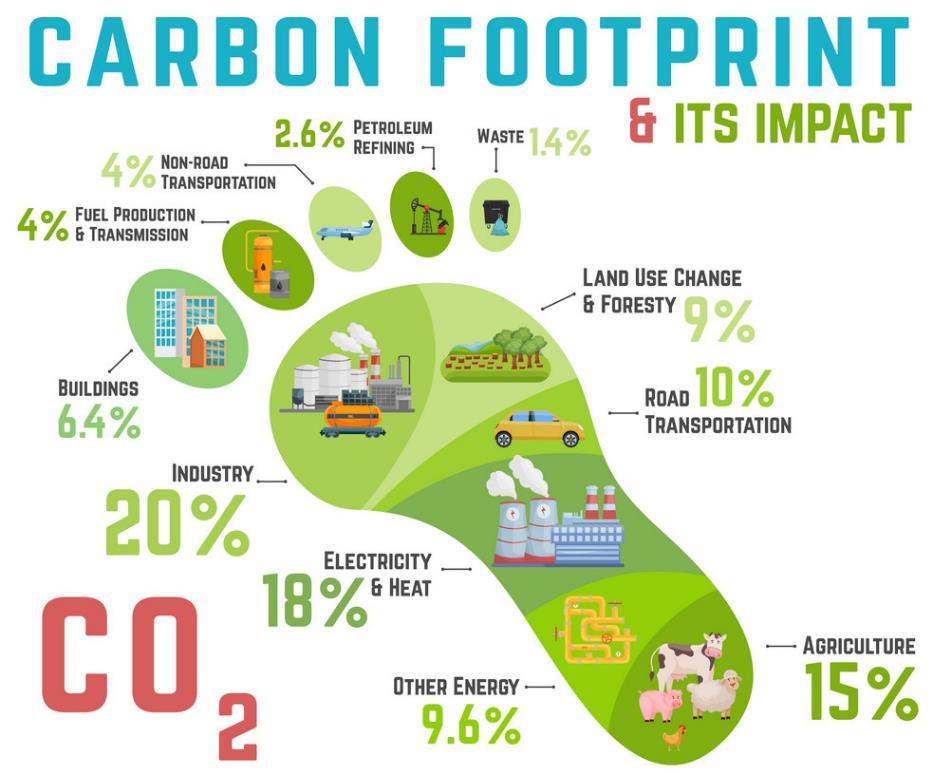 CARBON FOOTPRINT
& ITS IMPACT
2.6% PETROLEUM
REFINING
WASTE 1.4%
4% NON-ROAD
TRANSPORTATION
4% FUEL PRODUCTION
& TRANSMISSION
BUILDINGS
6.4%
LAND USE CHANGE
& FORESTY 9%
ROAD 10%
TRANSPORTATION
INDUSTRY
20%
ELECTRICITY
18% & HEAT
OTHER ENERGY
9.6%
AGRICULTURE
15%
CO2